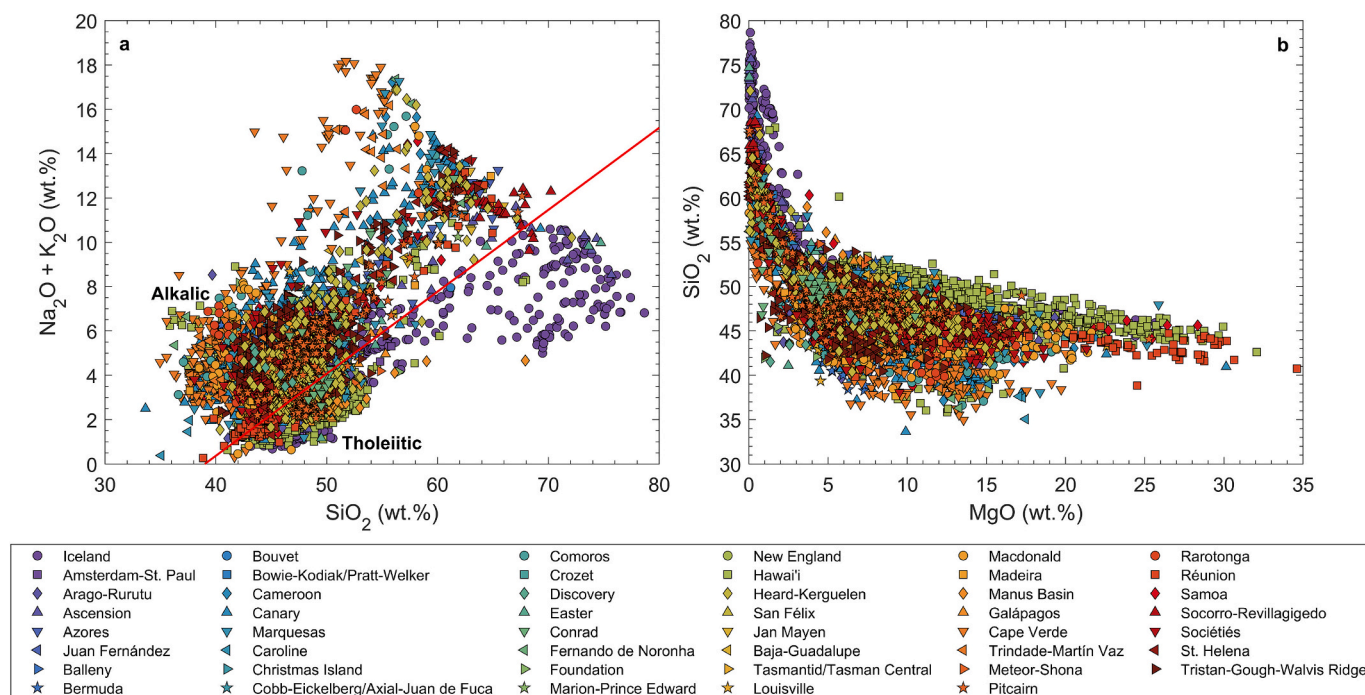 a
b
Alkalic
Tholeiitic
Na2O + K2O (wt.%)
0
2
4
6
8
10
12
14
16
18
20
30
40
50
60
70
80
SiO2 (wt.%)
SiO2 (wt.%)
30
35
40
45
50
55
60
65
70
75
80
0
5
10
15
20
25
30
35
MgO (wt.%)
Iceland Bouvet Comoros New England Macdonald Rarotonga
Amsterdam-St. Paul Bowie-Kodiak/Pratt-Welker Crozet Hawai'i Madeira Réunion
Arago-Rurutu Cameroon Discovery Heard-Kerguelen Manus Basin Samoa
Ascension Canary Easter San Félix Galápagos Socorro-Revillagigedo
Azores Marquesas Conrad Jan Mayen Cape Verde Sociétiés
Juan Fernández Caroline Fernando de Noronha Baja-Guadalupe Trindade-Martín Vaz St. Helena
Balleny Christmas Island Foundation Tasmantid/Tasman Central Meteor-Shona Tristan-Gough-Walvis Ridge
Bermuda Cobb-Eickelberg/Axial-Juan de Fuca Marion-Prince Edward Louisville Pitcairn